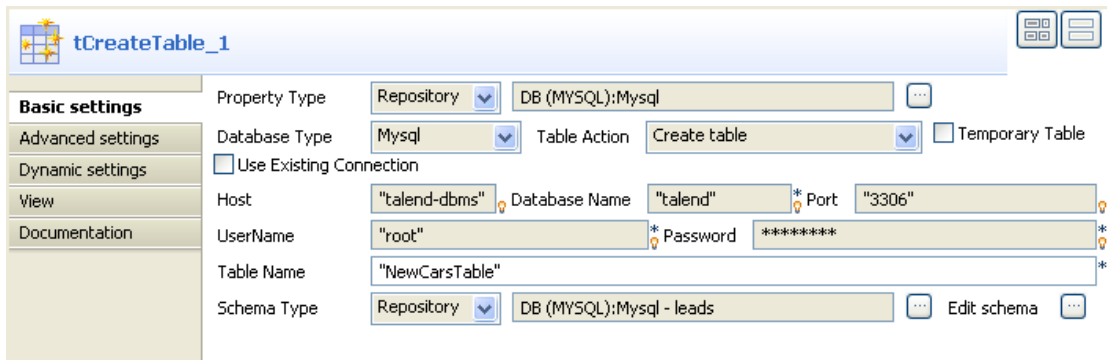 tCreateTable_1
Basic settings
Advanced settings
Dynamic settings
View
Documentation
Property Type Repository DB (MYSQL):Mysql ...
Database Type Mysql Table Action Create table Temporary Table
Use Existing Connection
Host "talend-dbms" Database Name "talend" * Port "3306"
UserName "root" * Password ******** *
Table Name "NewCarsTable" *
Schema Type Repository DB (MYSQL):Mysql - leads ... Edit schema ...